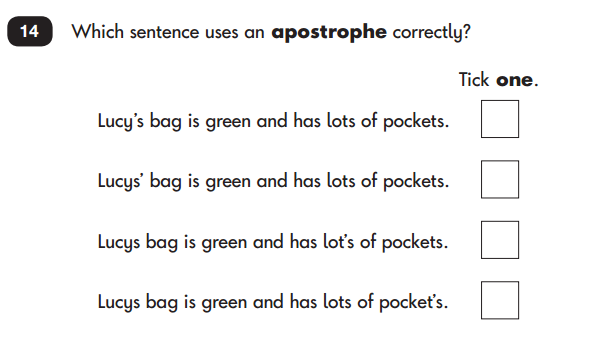 14 Which sentence uses an apostrophe correctly?
Tick one.
Lucy’s bag is green and has lots of pockets.
Lucys’ bag is green and has lots of pockets.
Lucys bag is green and has lot’s of pockets.
Lucys bag is green and has lots of pocket’s.